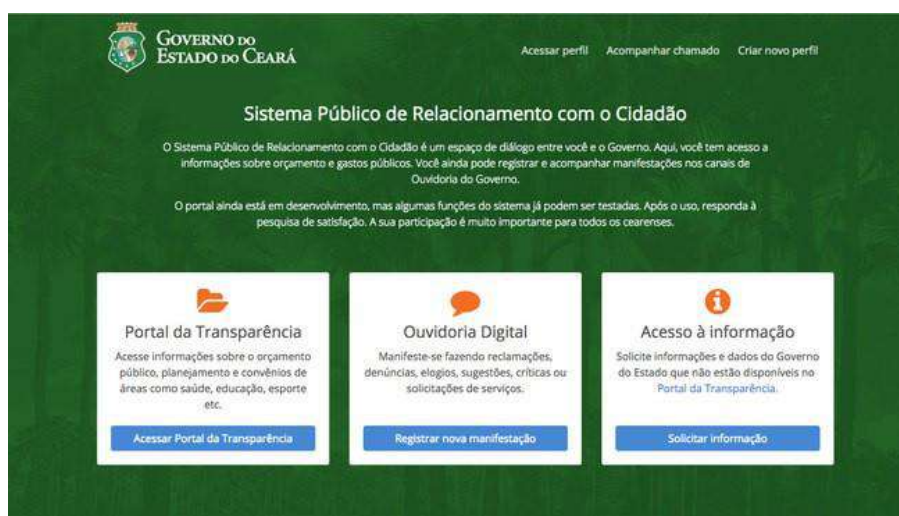 GOVERNO DO
ESTADO DO CEARÁ
Acessar perfil Acompanhar chamado Criar novo perfil
Sistema Público de Relacionamento com o Cidadão
O Sistema Público de Relacionamento com o Cidadão é um espaço de diálogo entre você e o Governo. Aqui, você tem acesso a
informações sobre orçamento e gastos públicos. Você ainda pode registrar e acompanhar manifestações nos canais de
Ouvidoria do Governo.
O portal ainda está em desenvolvimento, mas algumas funções do sistema já podem ser testadas. Após o uso, responda à
pesquisa de satisfação. A sua participação é muito importante para todos os cearenses.
Portal da Transparência
Acesse informações sobre o orçamento
público, planejamento e convênios de
áreas como saúde, educação, esporte
etc.
Acessar Portal da Transparência
Ouvidoria Digital
Manifeste-se fazendo reclamações,
denúncias, elogios, sugestões, críticas ou
solicitações de serviços.
Registrar nova manifestação
Acesso à informação
Solicite informações e dados do Governo
do Estado que não estão disponíveis no
Portal da Transparência.
Solicitar informação